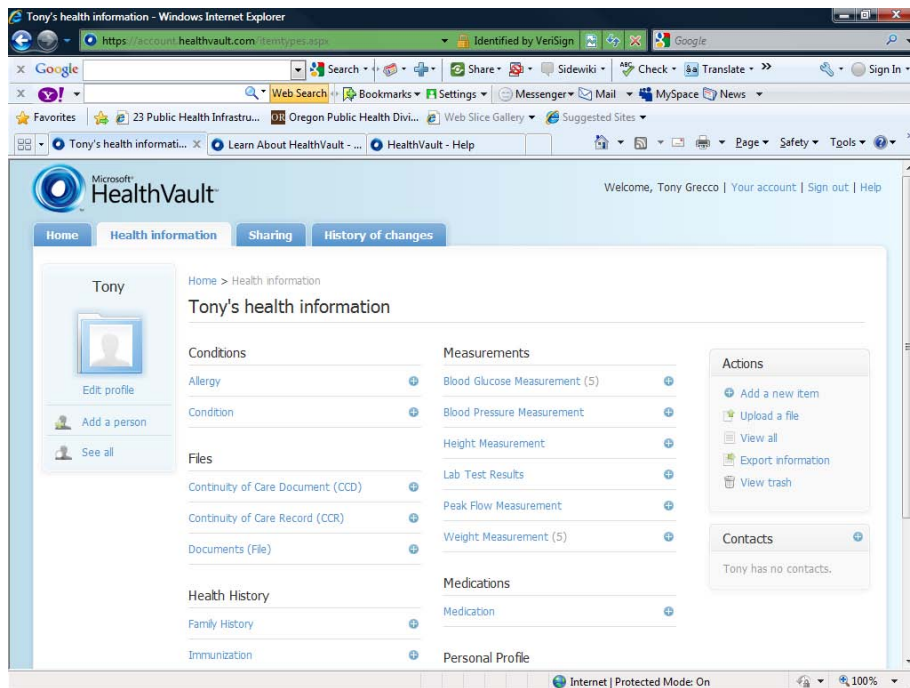 Tony's health information - Windows Internet Explorer
https://account.healthvault.com/itemtypes.aspx
Identified by VeriSign
Google
x Google
Search
Share
Sidewiki
Check
Translate
Sign In
x Y!
Web Search
Bookmarks
Settings
Messenger
Mail
MySpace
News
Favorites
23 Public Health Infrastru...
OR Oregon Public Health Divi...
Web Slice Gallery
Suggested Sites
Tony's health informati... X
Learn About HealthVault - ...
HealthVault - Help
Page
Safety
Tools
Microsoft
HealthVault
Welcome, Tony Grecco | Your account | Sign out | Help
Home
Health information
Sharing
History of changes
Tony
Edit profile
Add a person
See all
Home > Health information
Tony's health information
Conditions
Allergy
Condition
Files
Continuity of Care Document (CCD)
Continuity of Care Record (CCR)
Documents (File)
Health History
Family History
Immunization
Measurements
Blood Glucose Measurement (5)
Blood Pressure Measurement
Height Measurement
Lab Test Results
Peak Flow Measurement
Weight Measurement (5)
Medications
Medication
Personal Profile
Actions
Add a new item
Upload a file
View all
Export information
View trash
Contacts
Tony has no contacts.
Internet | Protected Mode: On
100%